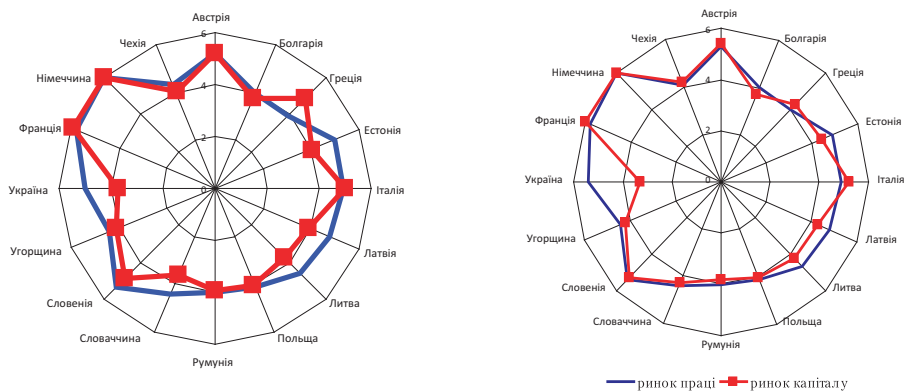 Австрія
Болгарія
Греція
Естонія
Італія
Латвія
Литва
Польща
Румунія
Словаччина
Словенія
Угорщина
Україна
Франція
Німеччина
Чехія
6
4
2
0
Австрія
Болгарія
Греція
Естонія
Італія
Латвія
Литва
Польща
Румунія
Словаччина
Словенія
Угорщина
Україна
Франція
Німеччина
Чехія
6
4
2
0
ринок праці ринок капіталу